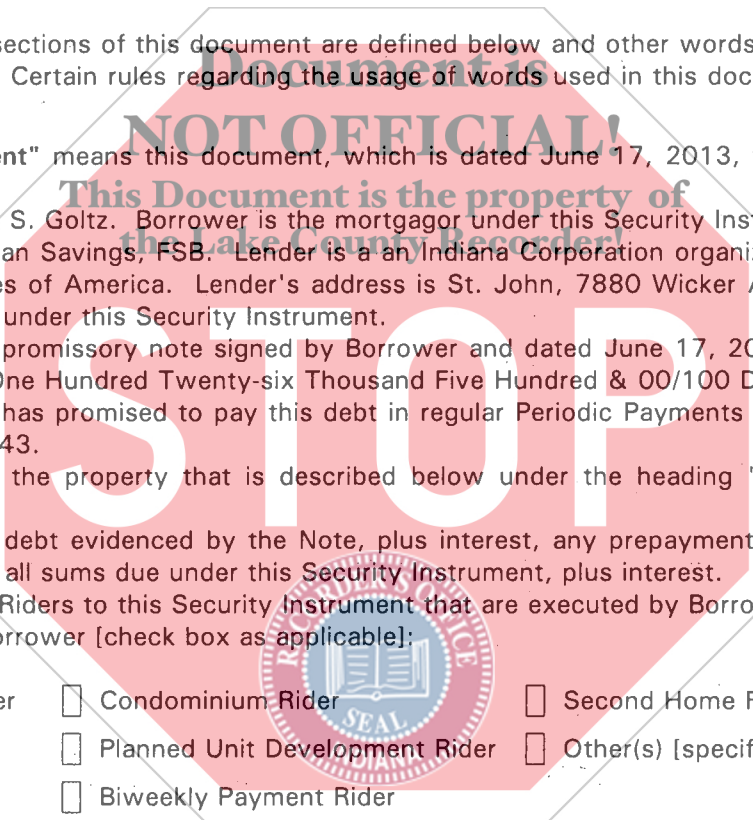 sections of this document are defined below and other words
Document is
Certain rules regarding the usage of words used in this doc
NOT OFFICIAL!
ent" means this document, which is dated June 17, 2013,
This Document is the property of
S. Goltz. Borrower is the mortgagor under this Security Ins
the Lake County Recorder!
an Savings, FSB. Lender is a an Indiana Corporation organiz
es of America. Lender's address is St. John, 7880 Wicker A
under this Security Instrument.
promissory note signed by Borrower and dated June 17, 20
One Hundred Twenty-six Thousand Five Hundred & 00/100 D
has promised to pay this debt in regular Periodic Payments
43.
the property that is described below under the heading "
STOP
debt evidenced by the Note, plus interest, any prepayment
all sums due under this Security Instrument, plus interest.
Riders to this Security Instrument that are executed by Borro
orrower [check box as applicable]:
RECORDER'S OFFICE
SEAL
INDIANA
er Condominium Rider Second Home R
Planned Unit Development Rider Other(s) [specif
Biweekly Payment Rider